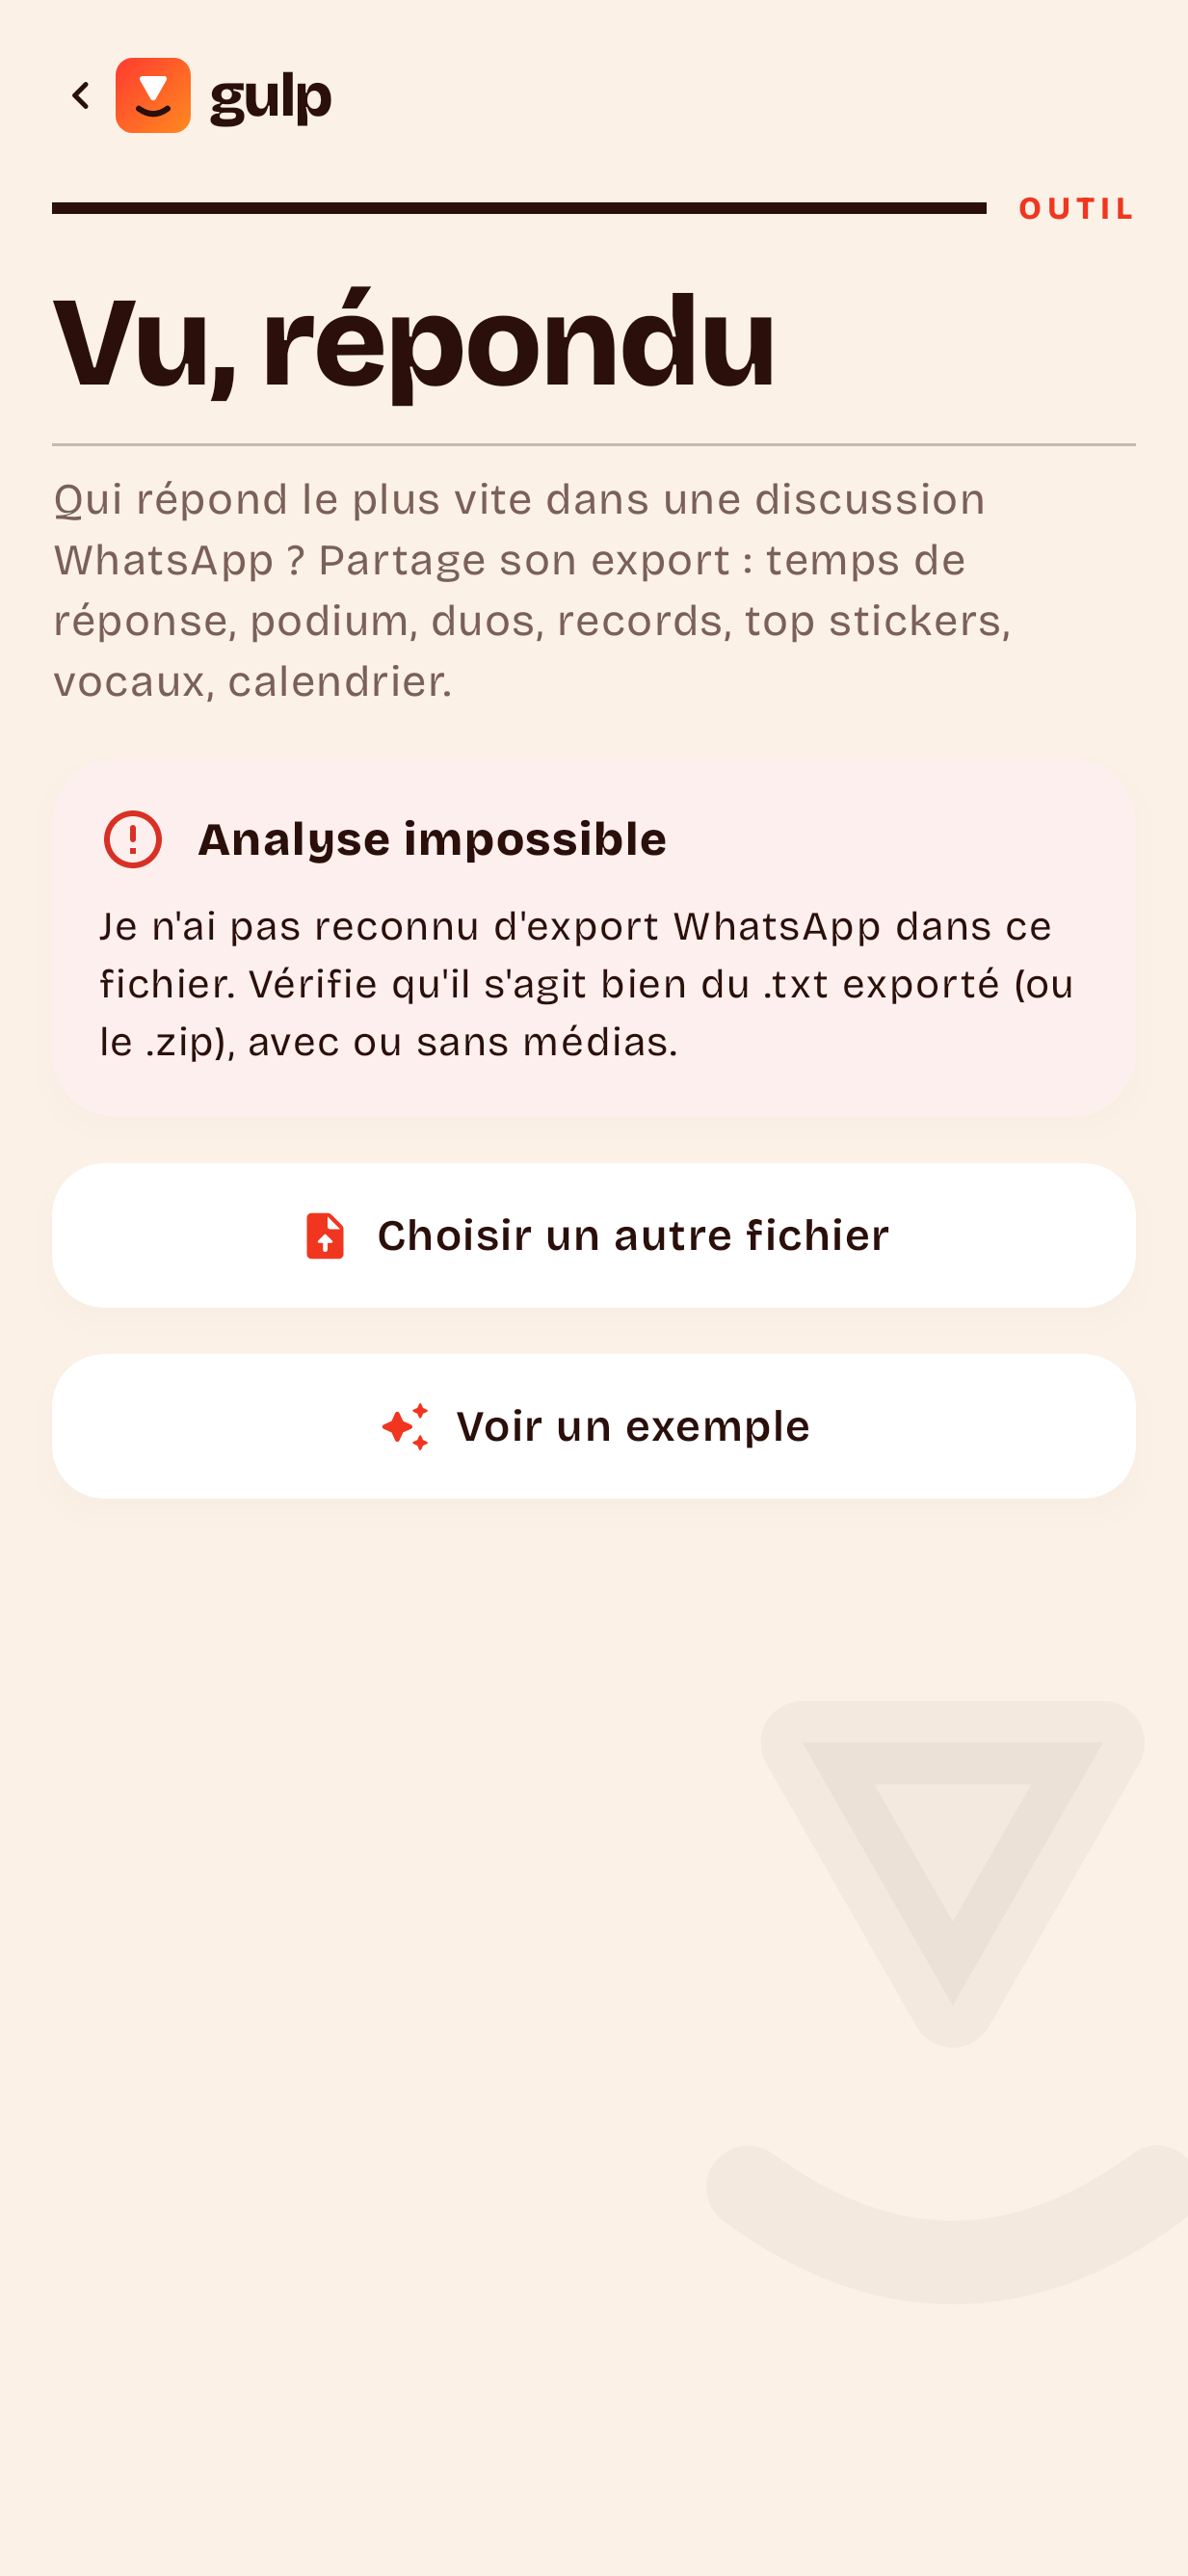 gulp
OUTIL
Vu, répondu
Qui répond le plus vite dans une discussion
WhatsApp ? Partage son export : temps de
réponse, podium, duos, records, top stickers,
vocaux, calendrier.
Analyse impossible
Je n'ai pas reconnu d'export WhatsApp dans ce
fichier. Vérifie qu'il s'agit bien du .txt exporté (ou
le .zip), avec ou sans médias.
Choisir un autre fichier
Voir un exemple